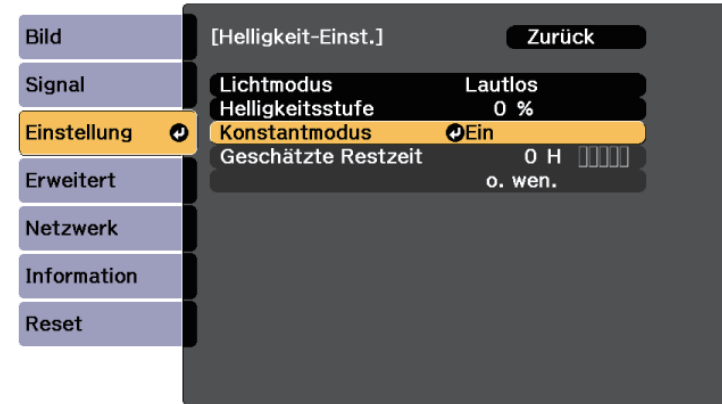 Bild
Signal
Einstellung
Erweitert
Netzwerk
Information
Reset
[Helligkeit-Einst.] Zurück
Lichtmodus Lautlos
Helligkeitsstufe 0 %
Konstantmodus Ein
Geschätzte Restzeit 0 H
o. wen.